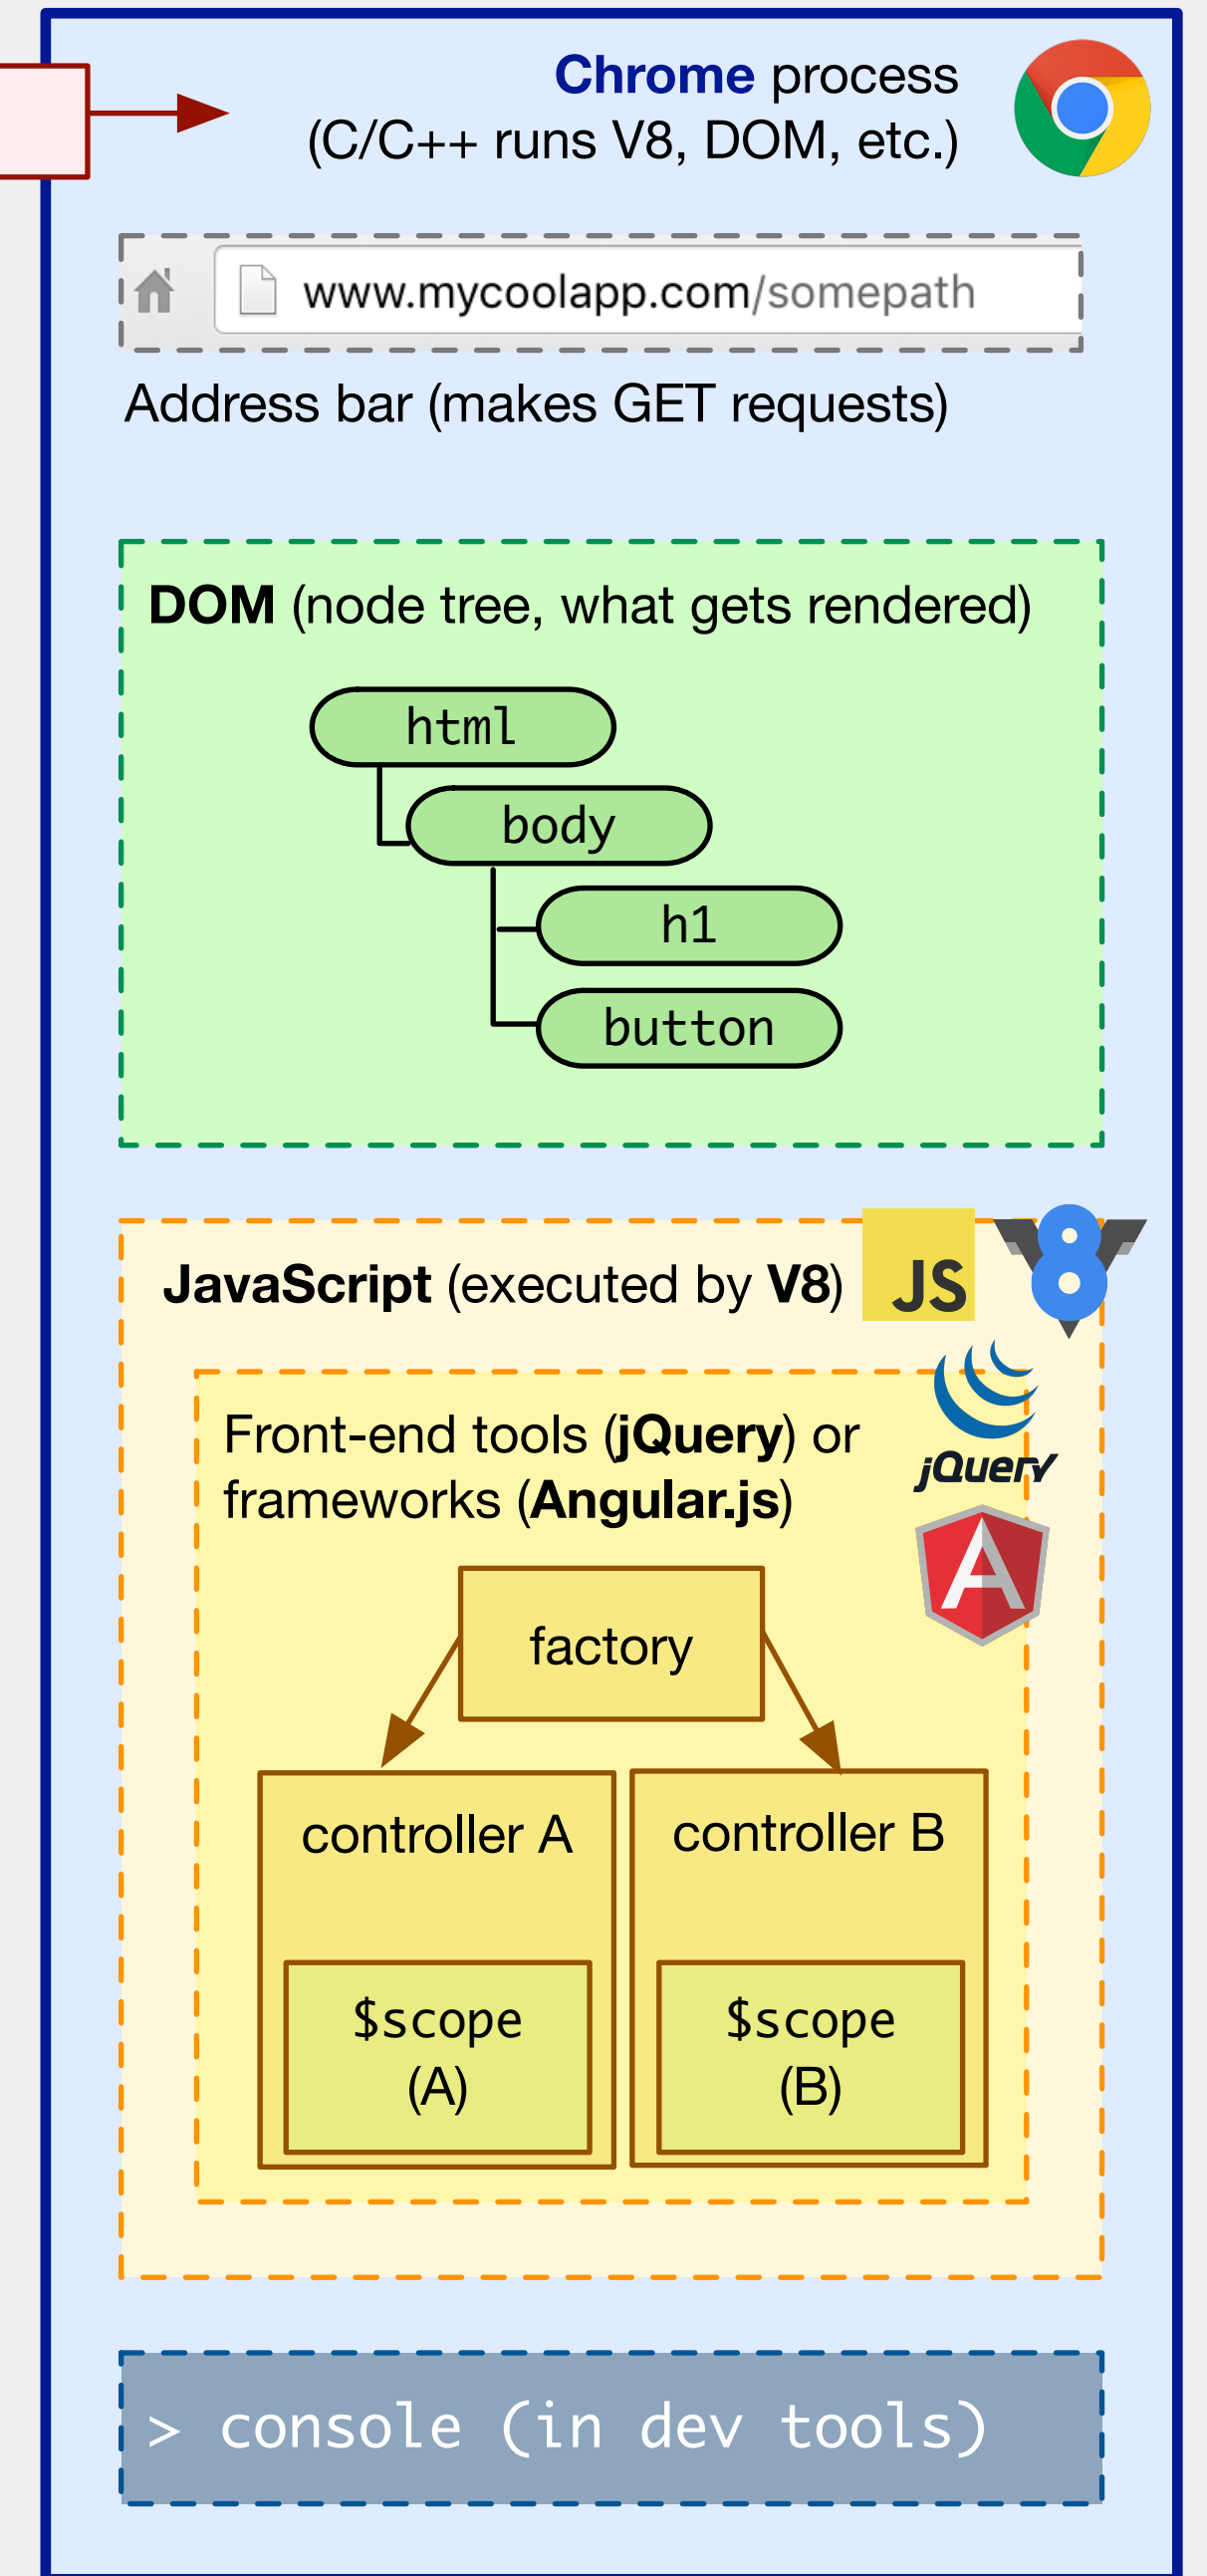 Chrome process
(C/C++ runs V8, DOM, etc.)
www.mycoolapp.com/somepath
Address bar (makes GET requests)
DOM (node tree, what gets rendered)
html
body
h1
button
JavaScript (executed by V8)
JS
8
Front-end tools (jQuery) or
frameworks (Angular.js)
jQuery
A
factory
controller A
controller B
$scope
(A)
$scope
(B)
> console (in dev tools)